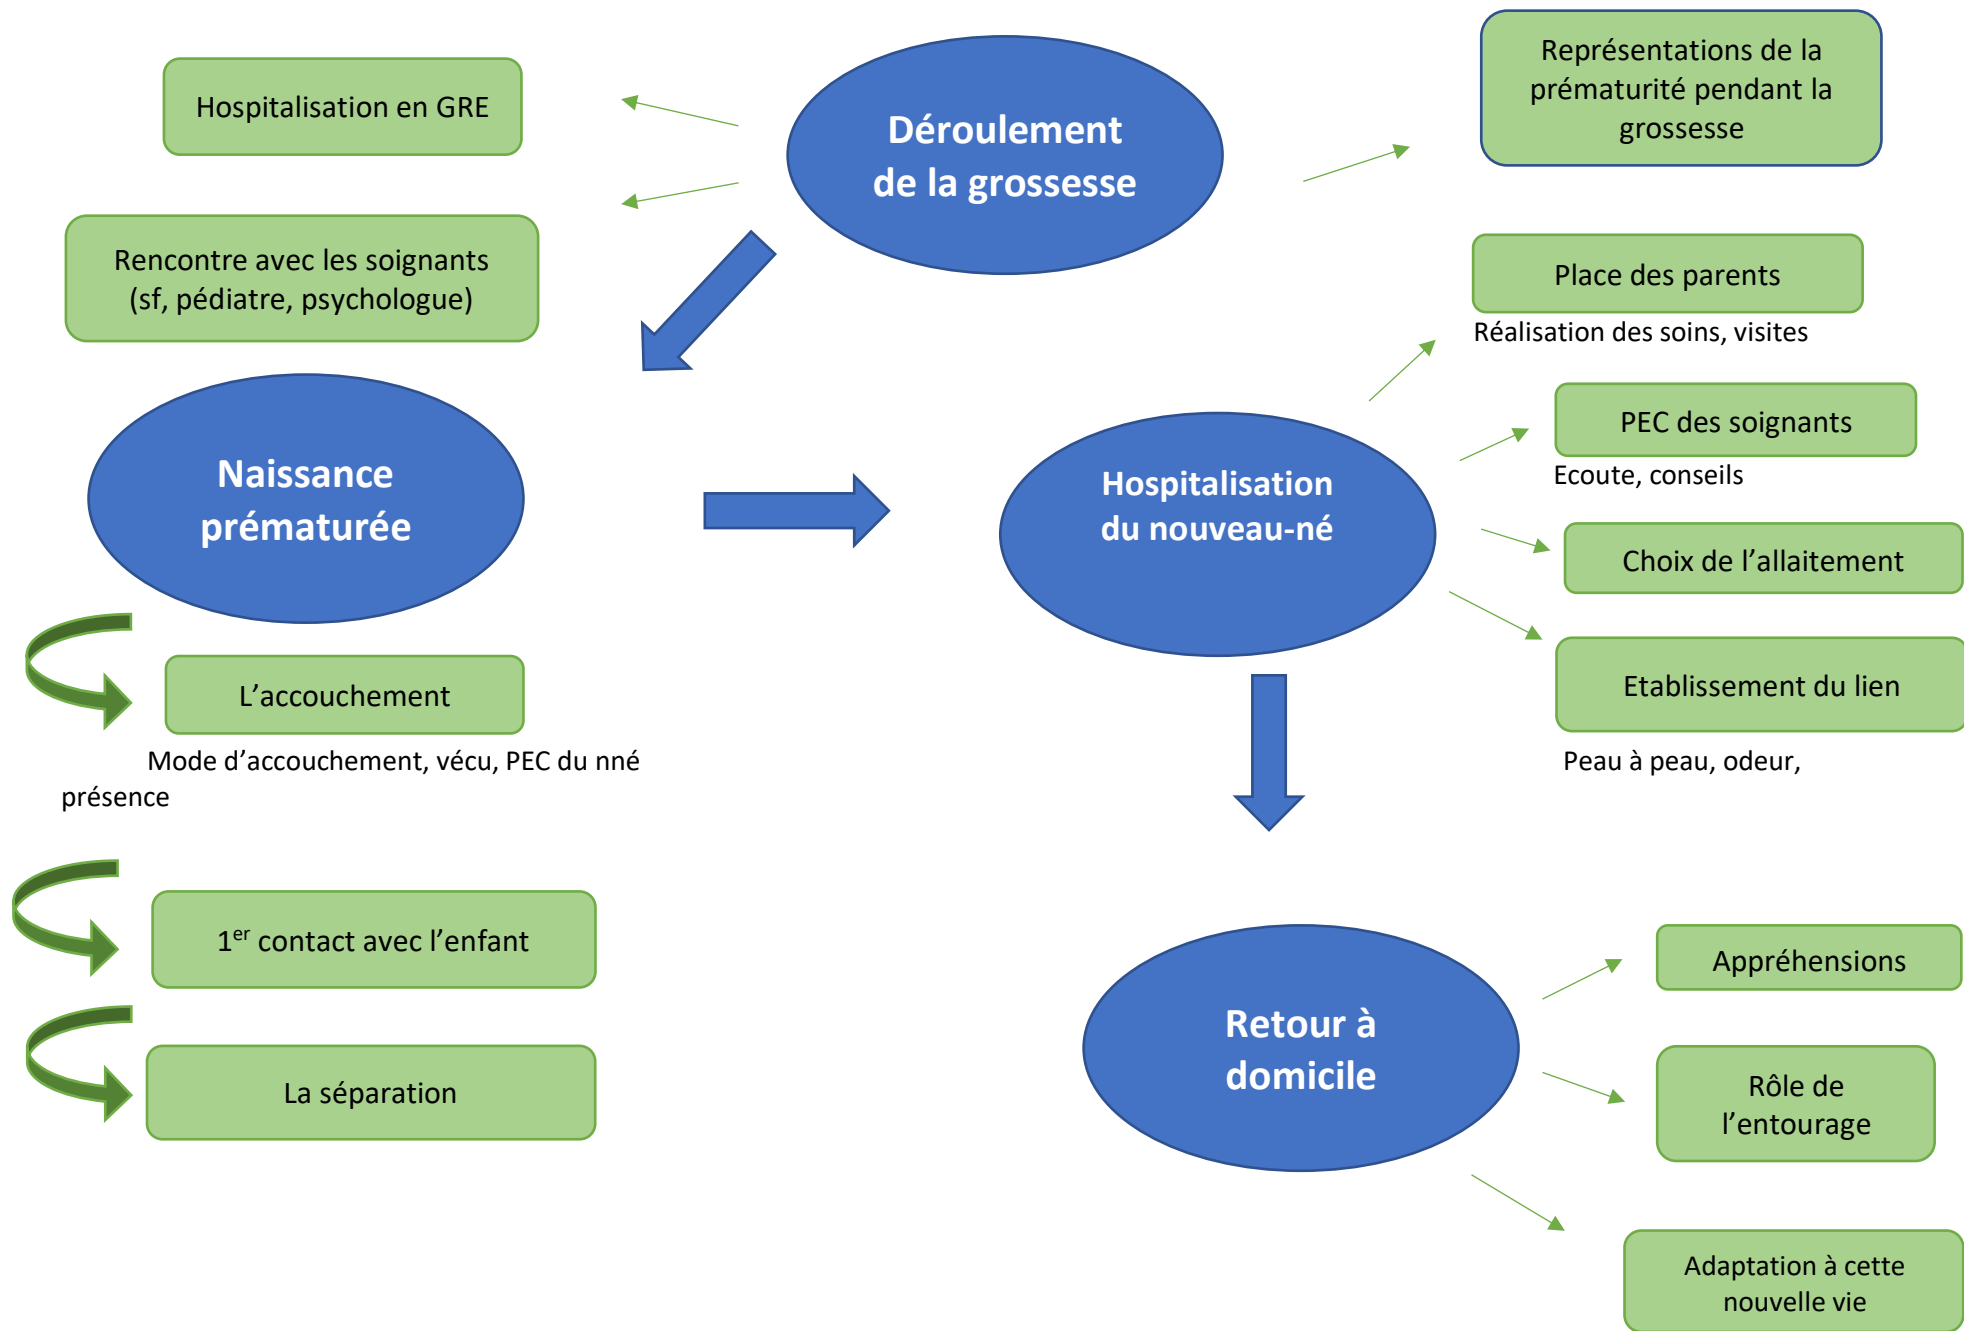 Déroulement
de la grossesse
Hospitalisation en GRE
Rencontre avec les soignants
(sf, pédiatre, psychologue)
Représentations de la
prématurité pendant la
grossesse
Naissance
prématurée
L’accouchement
Mode d’accouchement, vécu, PEC du nné
présence
1er contact avec l’enfant
La séparation
Hospitalisation
du nouveau-né
Place des parents
Réalisation des soins, visites
PEC des soignants
Ecoute, conseils
Choix de l’allaitement
Etablissement du lien
Peau à peau, odeur,
Retour à
domicile
Appréhensions
Rôle de
l’entourage
Adaptation à cette
nouvelle vie